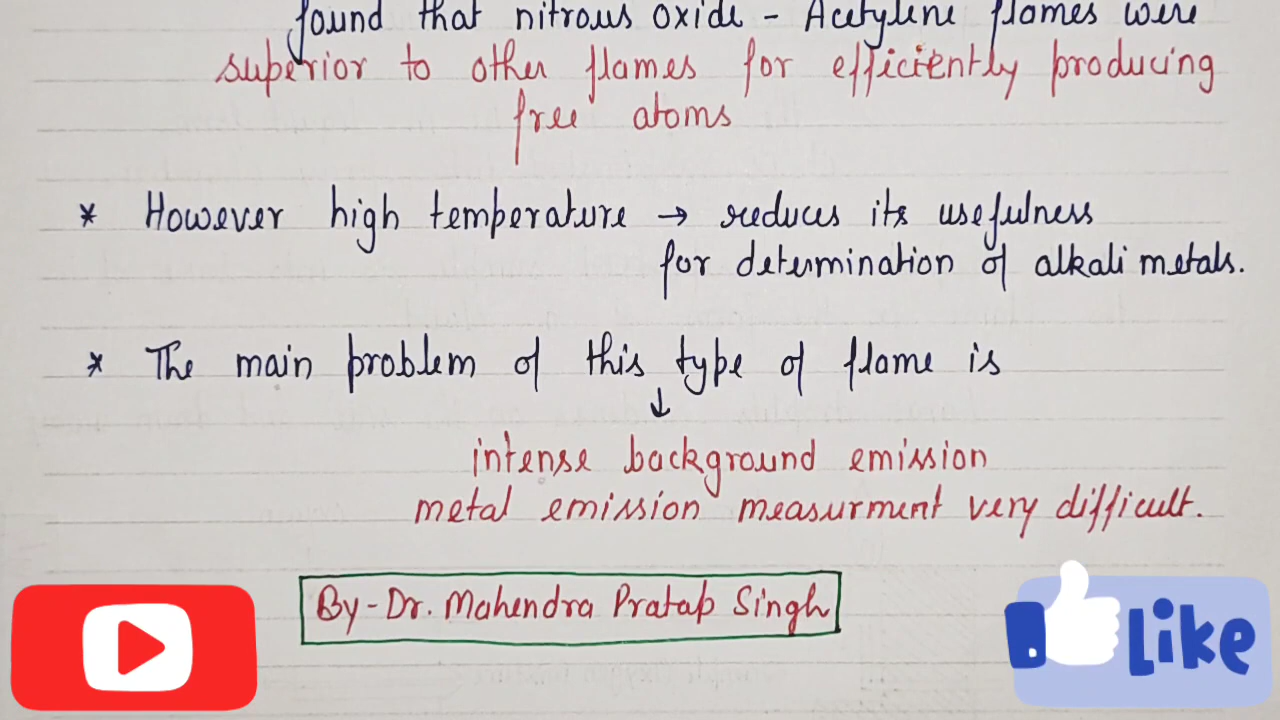 found that nitrous oxide - Acetylene flames were
superior to other flames for efficiently producing
free atoms
* However high temperature → reduces its usefulness
for determination of alkali metals.
* The main problem of this type of flame is
↓
intense background emission
metal emission measurment very difficult.
By - Dr. Mahendra Pratap Singh
Like